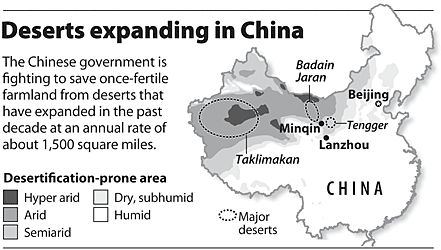 Deserts expanding in China
The Chinese government is
fighting to save once-fertile
farmland from deserts that
have expanded in the past
decade at an annual rate of
about 1,500 square miles.
Desertification-prone area
Hyper arid
Arid
Semiarid
Dry, subhumid
Humid
Badain
Jaran
Beijing
Minqin
Tengger
Lanzhou
Taklimakan
CHINA
Major
deserts